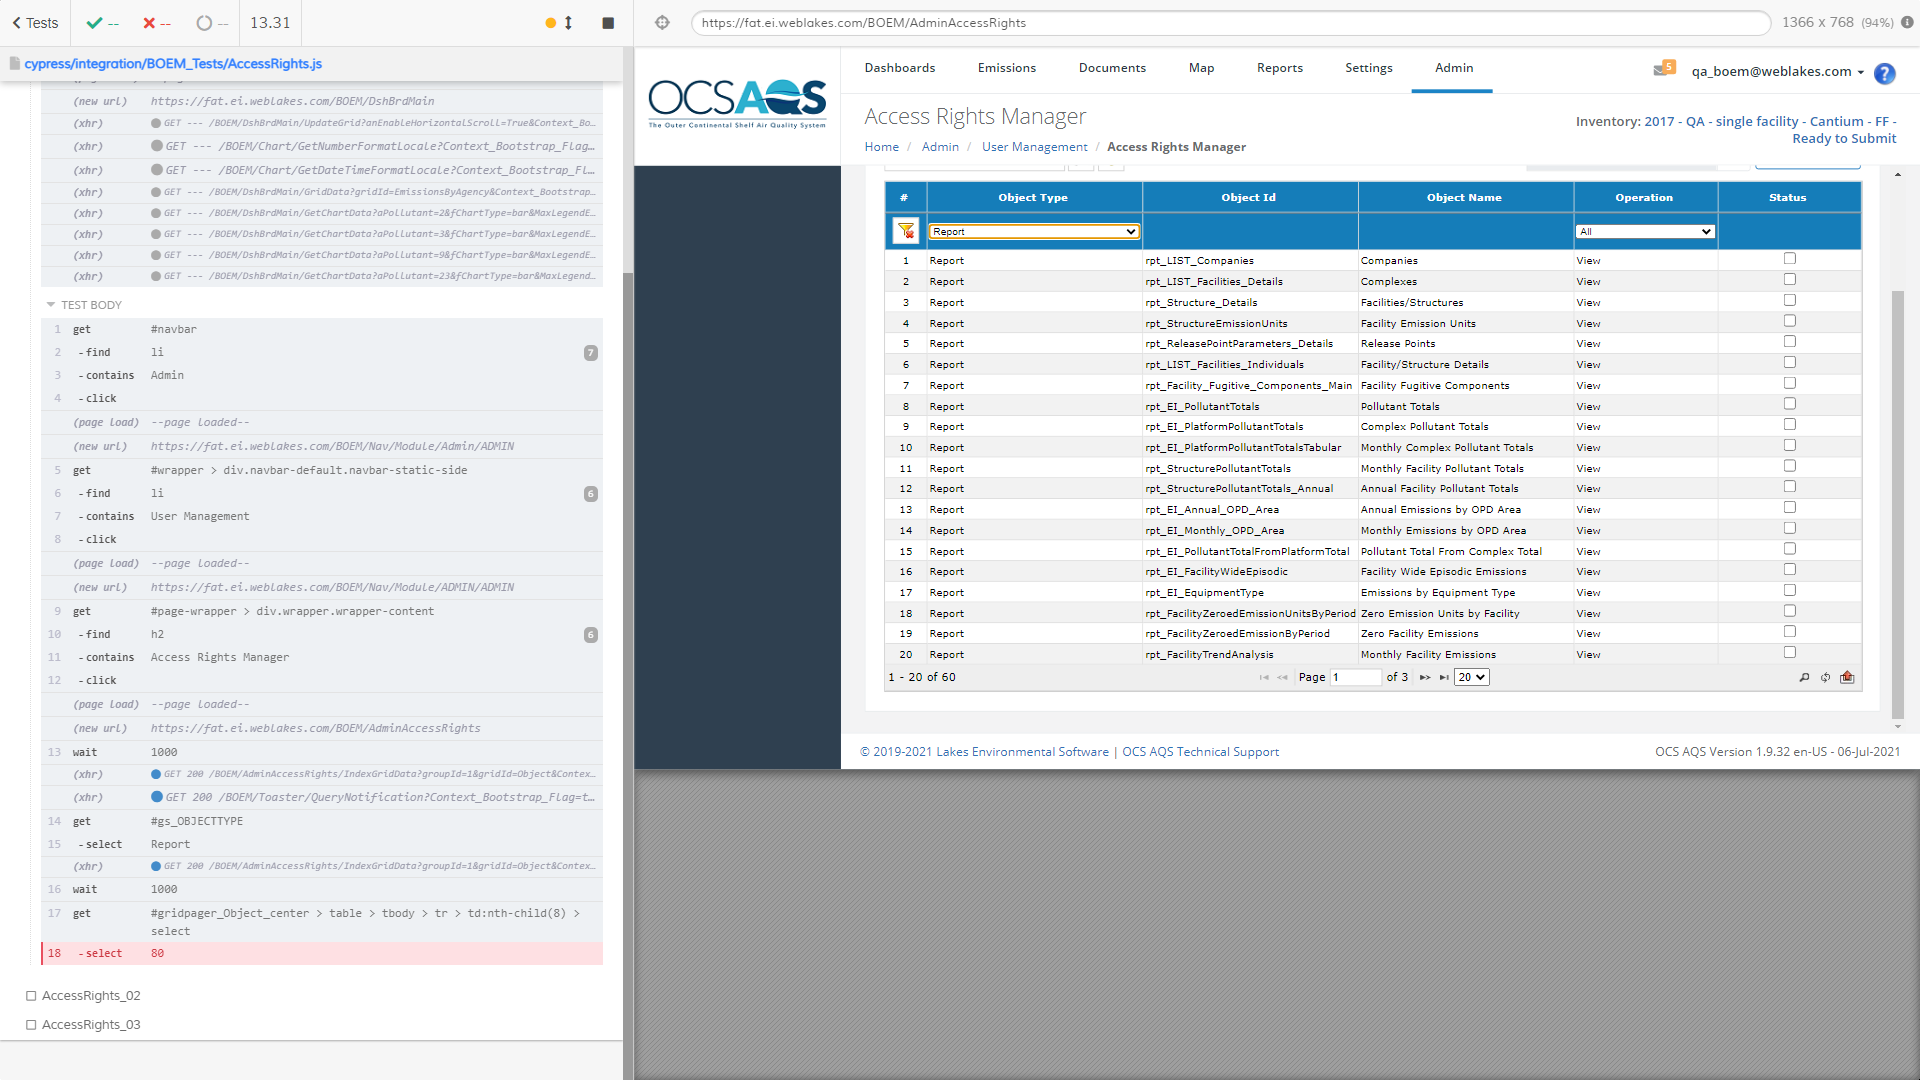 Tests
--
--
--
13.31
cypress/integration/BOEM_Tests/AccessRights.js
(new url) https://fat.ei.weblakes.com/BOEM/DshBrdMain
(xhr) GET --- /BOEM/DshBrdMain/UpdateGrid?anEnableHorizontalScroll=True&Context_Bo...
(xhr) GET --- /BOEM/Chart/GetNumberFormatLocale?Context_Bootstrap_Flag...
(xhr) GET --- /BOEM/Chart/GetDateTimeFormatLocale?Context_Bootstrap_Fl...
(xhr) GET --- /BOEM/DshBrdMain/GridData?gridId=EmissionsByAgency&Context_Bootstrap...
(xhr) GET --- /BOEM/DshBrdMain/GetChartData?aPollutant=2&fChartType=bar&MaxLegendE...
(xhr) GET --- /BOEM/DshBrdMain/GetChartData?aPollutant=3&fChartType=bar&MaxLegendE...
(xhr) GET --- /BOEM/DshBrdMain/GetChartData?aPollutant=9&fChartType=bar&MaxLegendE...
(xhr) GET --- /BOEM/DshBrdMain/GetChartData?aPollutant=23&fChartType=bar&MaxLegend...
TEST BODY
1 get #navbar
2 -find li 7
3 -contains Admin
4 -click
(page load) --page loaded--
(new url) https://fat.ei.weblakes.com/BOEM/Nav/Module/Admin/ADMIN
5 get #wrapper > div.navbar-default.navbar-static-side
6 -find li 6
7 -contains User Management
8 -click
(page load) --page loaded--
(new url) https://fat.ei.weblakes.com/BOEM/Nav/Module/ADMIN/ADMIN
9 get #page-wrapper > div.wrapper.wrapper-content
10 -find h2 6
11 -contains Access Rights Manager
12 -click
(page load) --page loaded--
(new url) https://fat.ei.weblakes.com/BOEM/AdminAccessRights
13 wait 1000
(xhr) GET 200 /BOEM/AdminAccessRights/IndexGridData?groupId=1&gridId=Object&Contex...
(xhr) GET 200 /BOEM/Toaster/QueryNotification?Context_Bootstrap_Flag=t...
14 get #gs_OBJECTTYPE
15 -select Report
(xhr) GET 200 /BOEM/AdminAccessRights/IndexGridData?groupId=1&gridId=Object&Contex...
16 wait 1000
17 get #gridpager_Object_center > table > tbody > tr > td:nth-child(8) >
select
18 -select 80
AccessRights_02
AccessRights_03
https://fat.ei.weblakes.com/BOEM/AdminAccessRights
1366 x 768 (94%)
OCSAQS
The Outer Continental Shelf Air Quality System
Dashboards Emissions Documents Map Reports Settings Admin
5 qa_boem@weblakes.com ?
Access Rights Manager
Home / Admin / User Management / Access Rights Manager
Inventory: 2017 - QA - single facility - Cantium - FF -
Ready to Submit
# Object Type Object Id Object Name Operation Status
Report All
1 Report rpt_LIST_Companies Companies View
2 Report rpt_LIST_Facilities_Details Complexes View
3 Report rpt_Structure_Details Facilities/Structures View
4 Report rpt_StructureEmissionUnits Facility Emission Units View
5 Report rpt_ReleasePointParameters_Details Release Points View
6 Report rpt_LIST_Facilities_Individuals Facility/Structure Details View
7 Report rpt_Facility_Fugitive_Components_Main Facility Fugitive Components View
8 Report rpt_EI_PollutantTotals Pollutant Totals View
9 Report rpt_EI_PlatformPollutantTotals Complex Pollutant Totals View
10 Report rpt_EI_PlatformPollutantTotalsTabular Monthly Complex Pollutant Totals View
11 Report rpt_StructurePollutantTotals Monthly Facility Pollutant Totals View
12 Report rpt_StructurePollutantTotals_Annual Annual Facility Pollutant Totals View
13 Report rpt_EI_Annual_OPD_Area Annual Emissions by OPD Area View
14 Report rpt_EI_Monthly_OPD_Area Monthly Emissions by OPD Area View
15 Report rpt_EI_PollutantTotalFromPlatformTotal Pollutant Total From Complex Total View
16 Report rpt_EI_FacilityWideEpisodic Facility Wide Episodic Emissions View
17 Report rpt_EI_EquipmentType Emissions by Equipment Type View
18 Report rpt_FacilityZeroedEmissionUnitsByPeriod Zero Emission Units by Facility View
19 Report rpt_FacilityZeroedEmissionByPeriod Zero Facility Emissions View
20 Report rpt_FacilityTrendAnalysis Monthly Facility Emissions View
1 - 20 of 60 Page 1 of 3 20
© 2019-2021 Lakes Environmental Software | OCS AQS Technical Support
OCS AQS Version 1.9.32 en-US - 06-Jul-2021